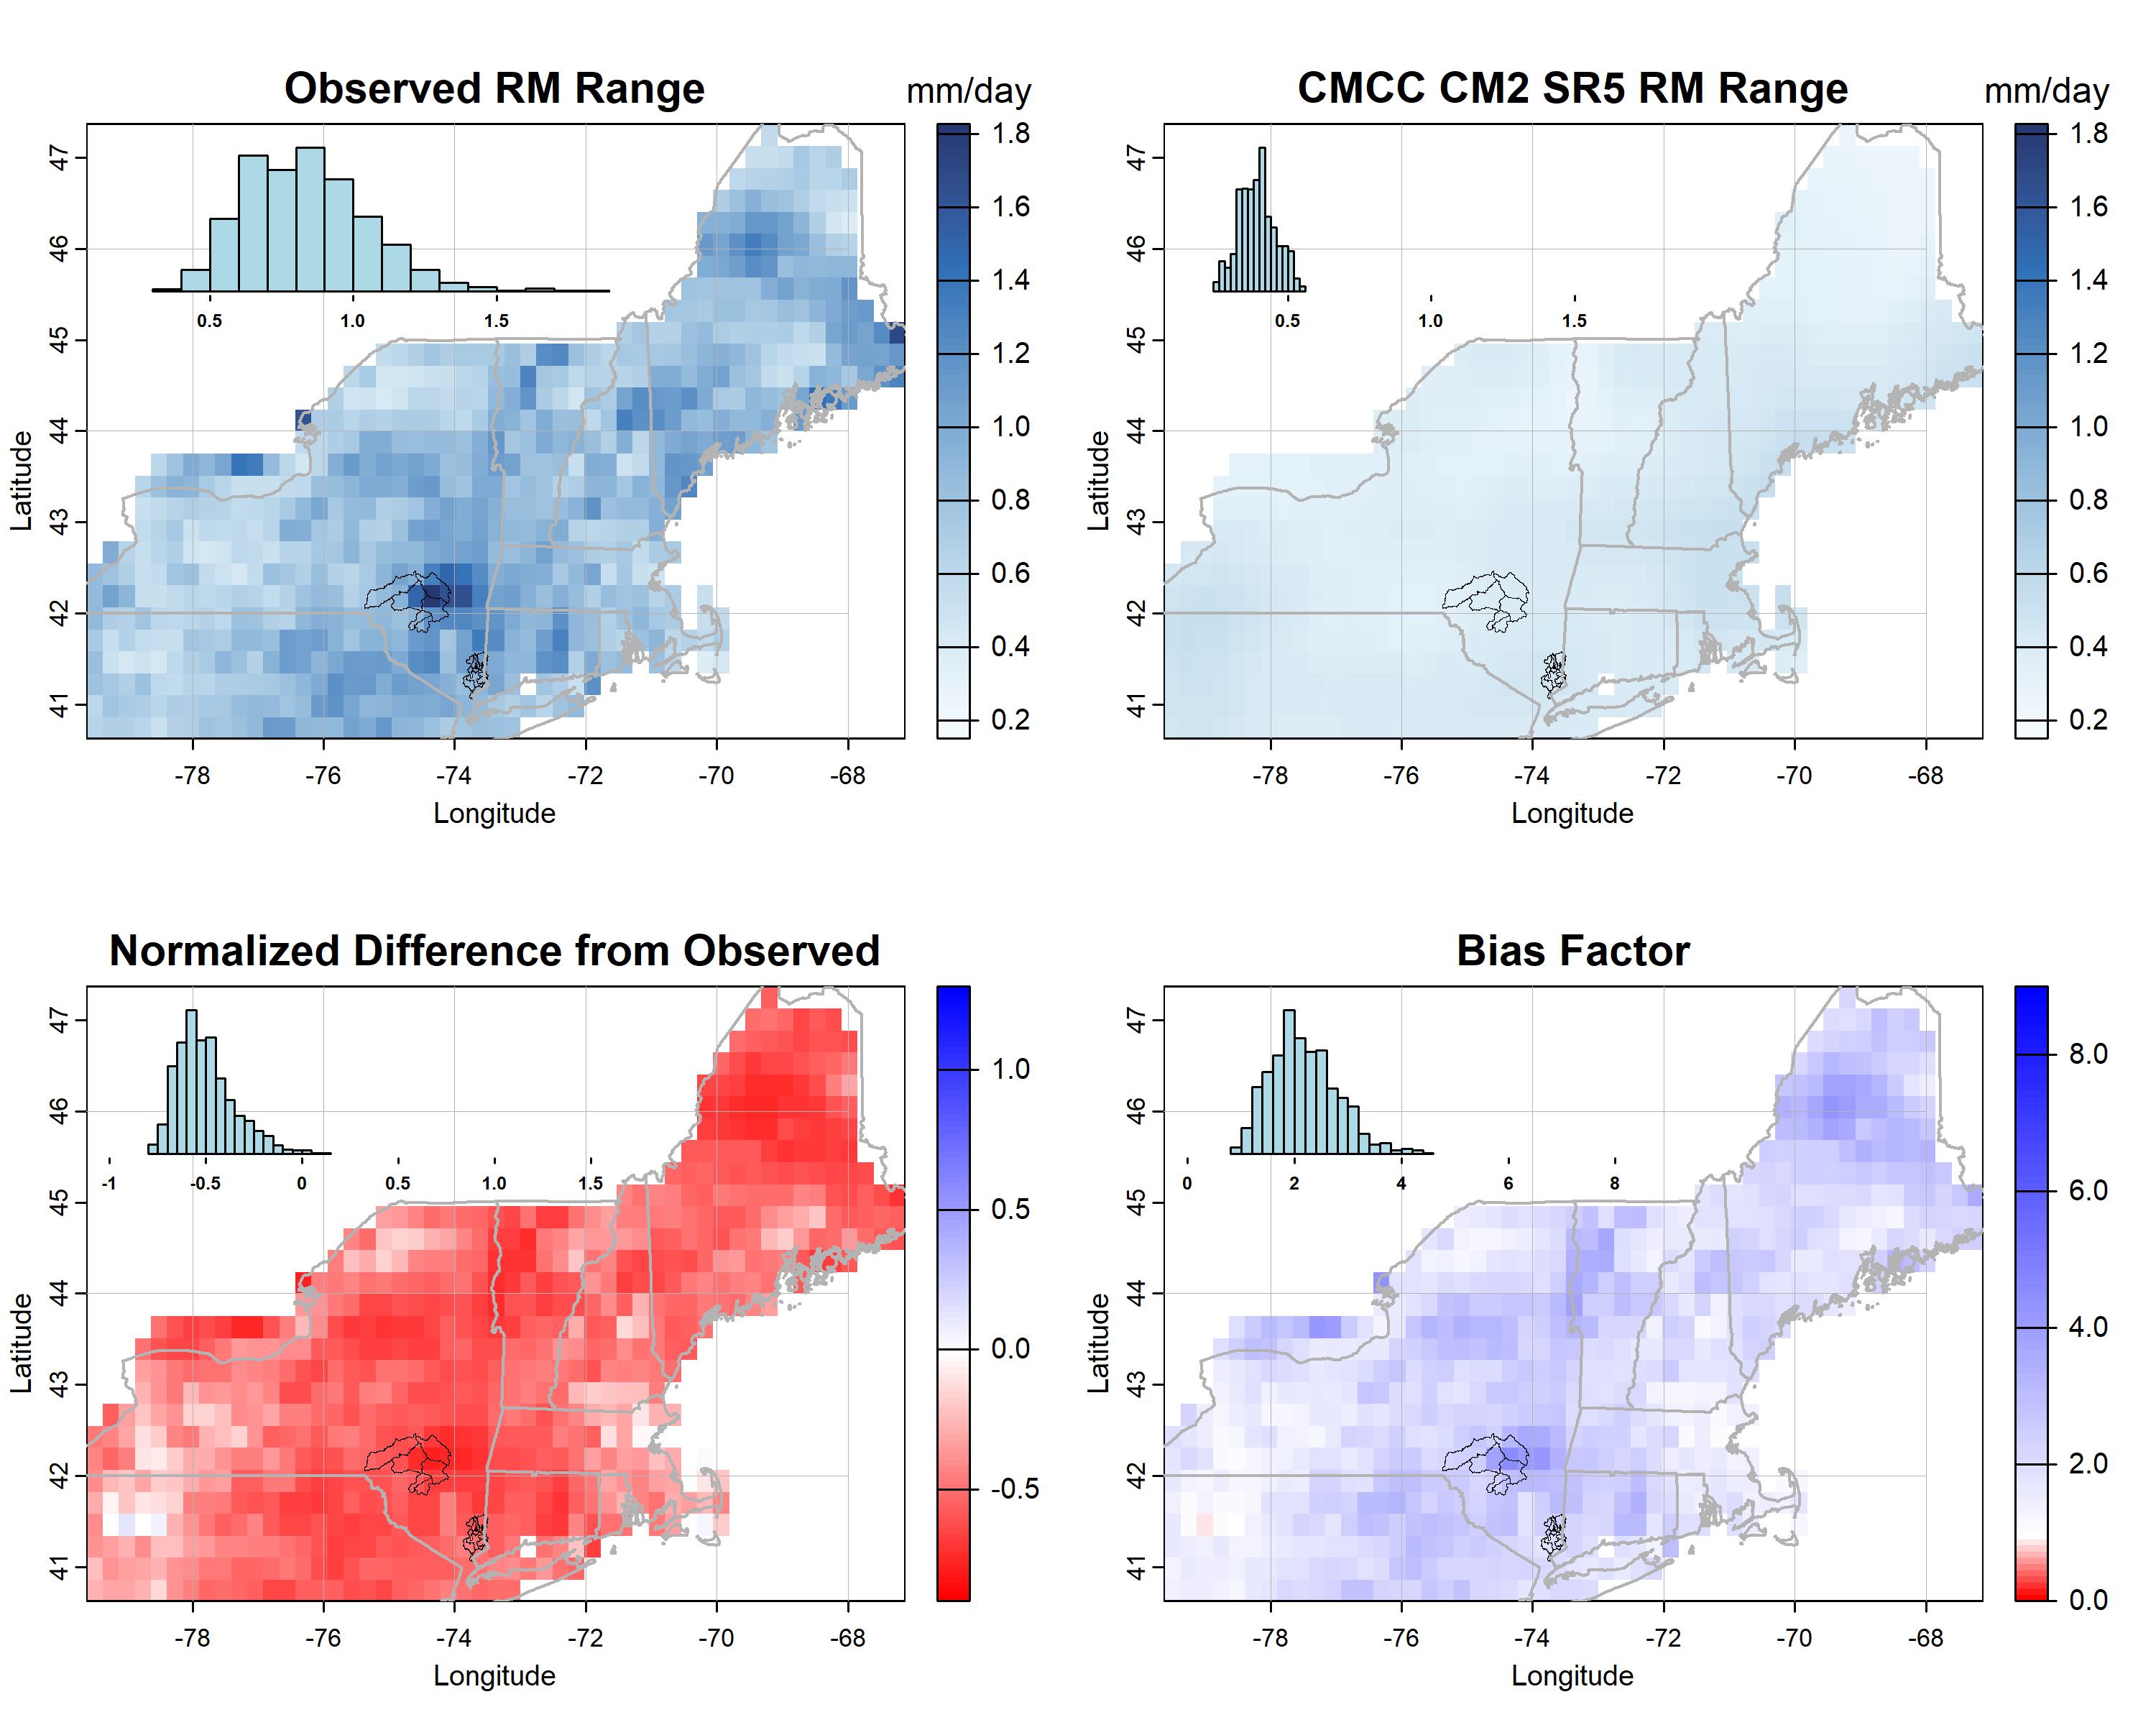 Observed RM Range
mm/day
47
46
45
44
43
42
41
Latitude
0.5 1.0 1.5
1.8
1.6
1.4
1.2
1.0
0.8
0.6
0.4
0.2
-78 -76 -74 -72 -70 -68
Longitude
CMCC CM2 SR5 RM Range
mm/day
47
46
45
44
43
42
41
Latitude
0.5 1.0 1.5
1.8
1.6
1.4
1.2
1.0
0.8
0.6
0.4
0.2
-78 -76 -74 -72 -70 -68
Longitude
Normalized Difference from Observed
47
46
45
44
43
42
41
Latitude
-1 -0.5 0 0.5 1.0 1.5
1.0
0.5
0.0
-0.5
-78 -76 -74 -72 -70 -68
Longitude
Bias Factor
47
46
45
44
43
42
41
Latitude
0 2 4 6 8
8.0
6.0
4.0
2.0
0.0
-78 -76 -74 -72 -70 -68
Longitude